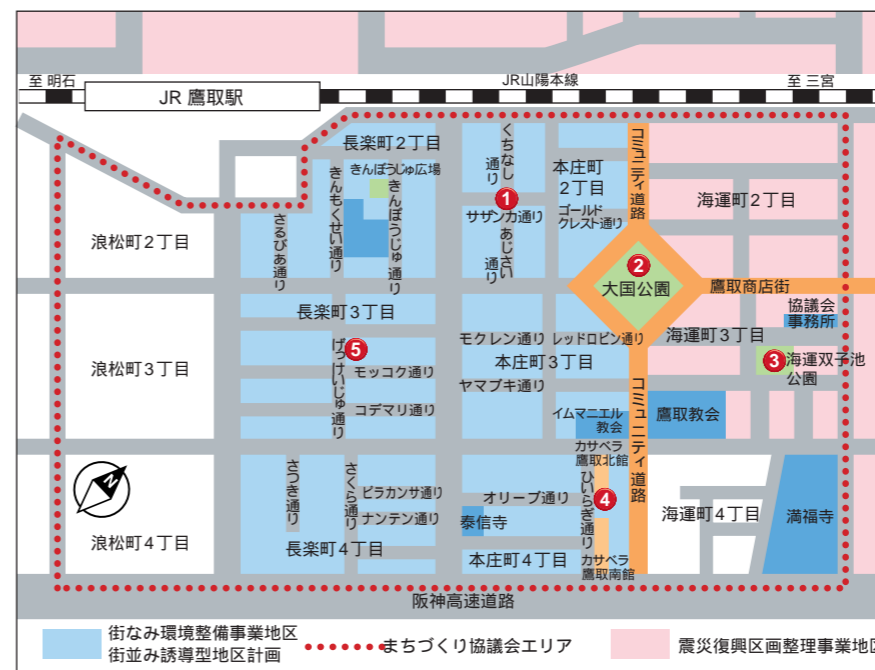 至 明石
JR 鷹取駅
JR山陽本線
至 三宮
長楽町2丁目
きんぼうじゅ広場
くちなし通り
本庄町
2丁目
コミュニティ道路
海運町2丁目
きんもくせい通り
きんぼうじゅ通り
1
サザンカ通り
ゴールド
クレスト通り
さるびあ通り
あじさい通り
浪松町2丁目
2
大国公園
鷹取商店街
長楽町3丁目
協議会
事務所
モクレン通り
レッドロビン通り
海運町3丁目
げっけいじゅ通り
5
浪松町3丁目
モッコク通り
本庄町3丁目
3
海運双子池
公園
ヤマブキ通り
コデマリ通り
イムマニエル
教会
コミュニティ道路
鷹取教会
カサベラ
鷹取北館
さつき通り
さくら通り
ピラカンサ通り
オリーブ通り
ひいらぎ通り
4
ナンテン通り
泰信寺
海運町4丁目
満福寺
N
浪松町4丁目
長楽町4丁目
本庄町4丁目
カサベラ
鷹取南館
阪神高速道路
街なみ環境整備事業地区
街並み誘導型地区計画
まちづくり協議会エリア
震災復興区画整理事業地区